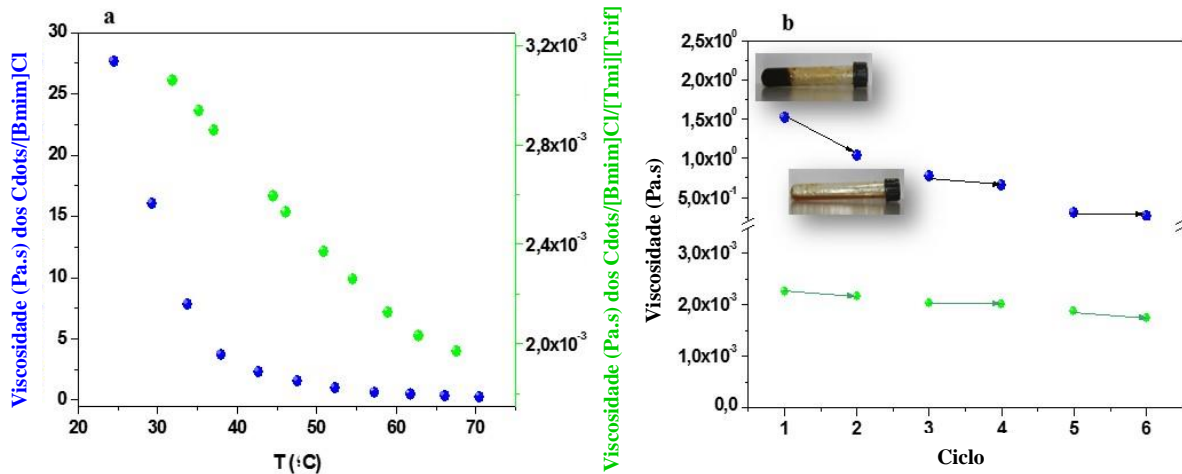 a
Viscosidade (Pa.s) dos Cdots/[Bmim]Cl
30
25
20
15
10
5
0
20 30 40 50 60 70
T (ºC)
3,2x10⁻³
2,8x10⁻³
2,4x10⁻³
2,0x10⁻³
Viscosidade (Pa.s) dos Cdots/[Bmim]Cl/[Tmi][Trif]
b
Viscosidade (Pa.s)
2,5x10⁰
2,0x10⁰
1,5x10⁰
1,0x10⁰
5,0x10⁻¹
3,0x10⁻³
2,0x10⁻³
1,0x10⁻³
0,0
1 2 3 4 5 6
Ciclo